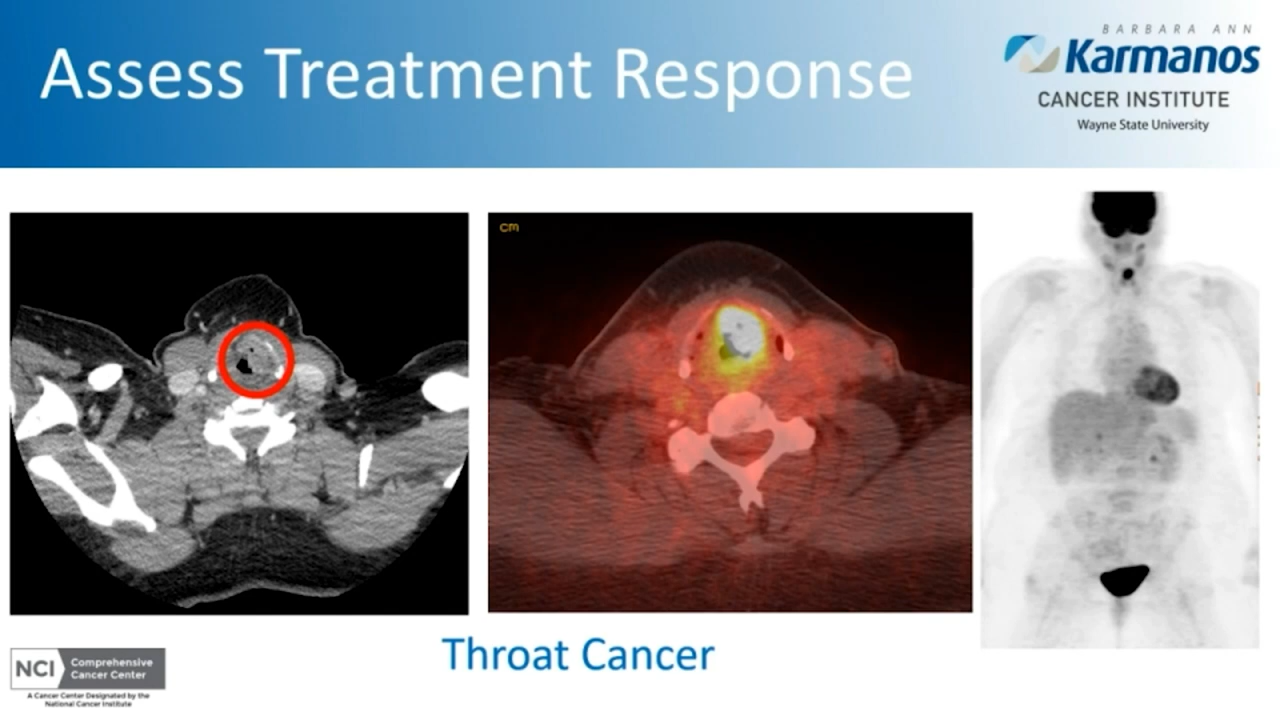 Assess Treatment Response
BARBARA ANN
Karmanos
CANCER INSTITUTE
Wayne State University
cm
Throat Cancer
NCI
Comprehensive
Cancer Center
A Cancer Center Designated by the
National Cancer Institute